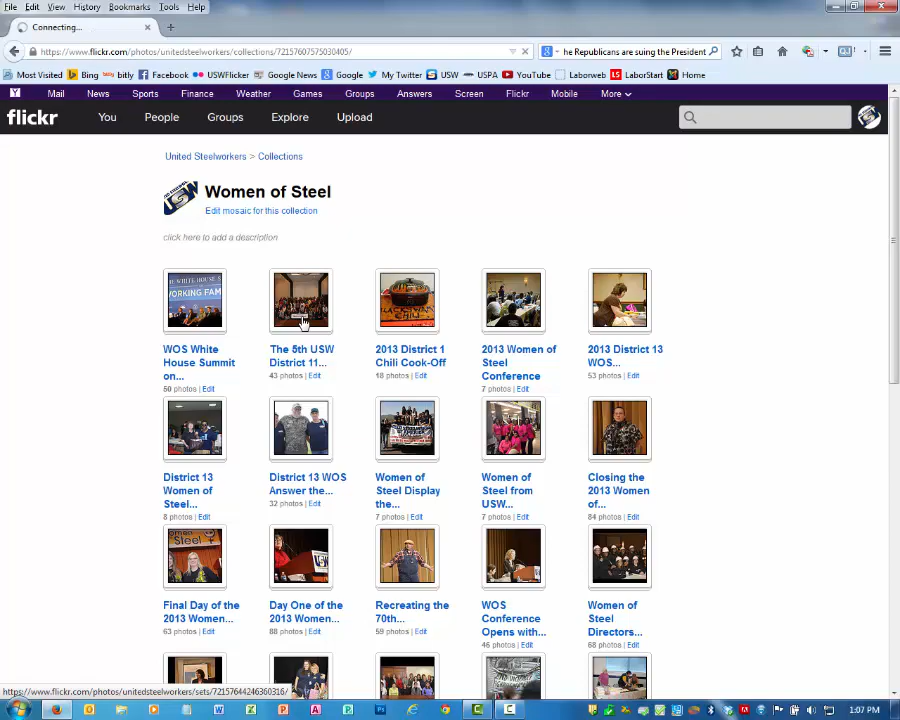 File Edit View History Bookmarks Tools Help
Connecting...
https://www.flickr.com/photos/unitedsteelworkers/collections/72157607575030405/
he Republicans are suing the President
Most Visited Bing bitly Facebook USWFlicker Google News Google My Twitter USW USPA YouTube Laborweb LaborStart Home
Mail News Sports Finance Weather Games Groups Answers Screen Flickr Mobile More
flickr You People Groups Explore Upload
United Steelworkers > Collections
Women of Steel
Edit mosaic for this collection
click here to add a description
WOS White House Summit on...
50 photos | Edit
The 5th USW District 11...
43 photos | Edit
2013 District 1 Chili Cook-Off
18 photos | Edit
2013 Women of Steel Conference
7 photos | Edit
2013 District 13 WOS...
53 photos | Edit
District 13 Women of Steel...
8 photos | Edit
District 13 WOS Answer the...
32 photos | Edit
Women of Steel Display the...
7 photos | Edit
Women of Steel from USW...
7 photos | Edit
Closing the 2013 Women of...
84 photos | Edit
Final Day of the 2013 Women...
63 photos | Edit
Day One of the 2013 Women...
88 photos | Edit
Recreating the 70th...
59 photos | Edit
WOS Conference Opens with...
46 photos | Edit
Women of Steel Directors...
68 photos | Edit
https://www.flickr.com/photos/unitedsteelworkers/sets/72157644246360316/
1:07 PM